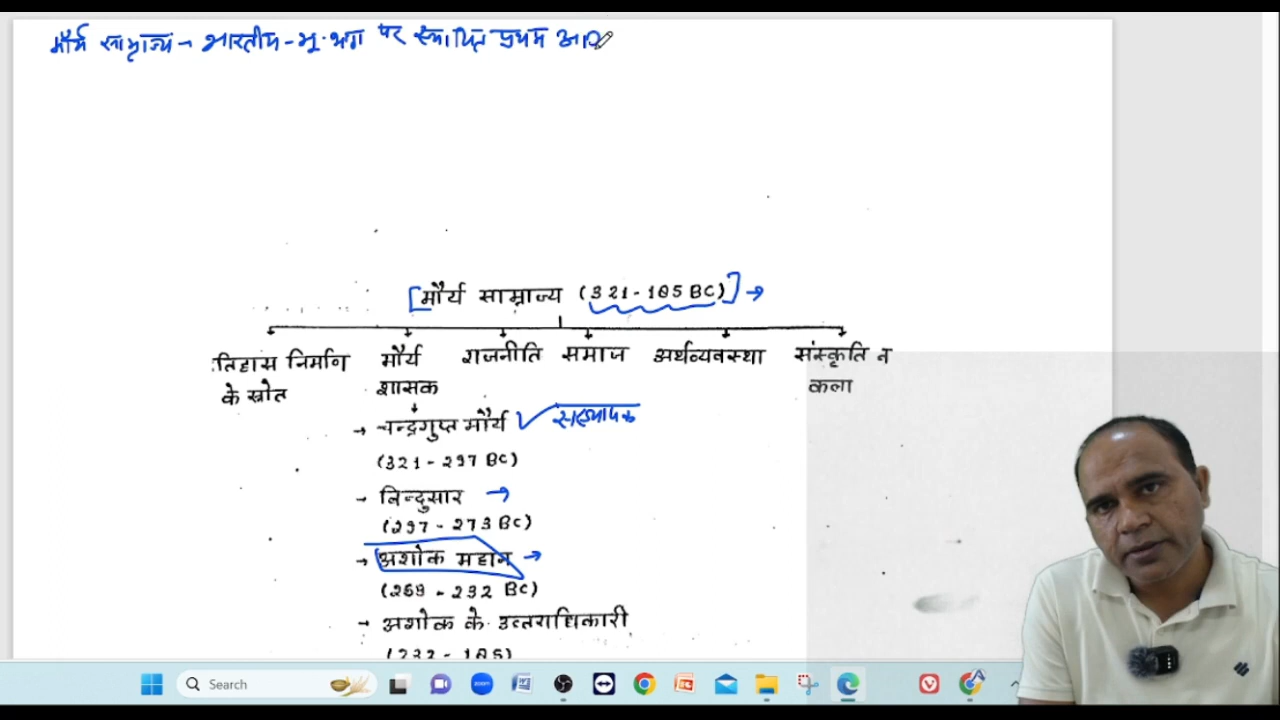 मौर्य साम्राज्य → भारतीय - भू-भाग पर स्थापित प्रथम
[मौर्य साम्राज्य (321-185 BC)] →
तिहास निर्माण मौर्य राजनीति समाज अर्थव्यवस्था संस्कृति व
के स्रोत शासक कला
→ चन्द्रगुप्त मौर्य ✓ संस्थापक
(321-297 BC)
→ बिन्दुसार →
(297-273 BC)
→ अशोक महान →
(269-232 BC)
→ अशोक के उत्तराधिकारी
(232-185)
Search
zoom